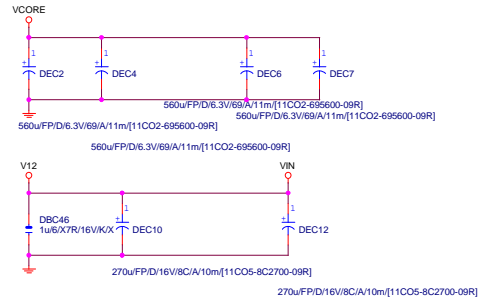 VCORE
1
1
1
1
+
+
+
+
DEC2
DEC4
DEC6
DEC7
560u/FP/D/6.3V/69/A/11m/[11CO2-695600-09R]
560u/FP/D/6.3V/69/A/11m/[11CO2-695600-09R]
560u/FP/D/6.3V/69/A/11m/[11CO2-695600-09R]
560u/FP/D/6.3V/69/A/11m/[11CO2-695600-09R]
V12
VIN
1
1
DBC46
1u/6/X7R/16V/K/X
+
DEC10
+
DEC12
270u/FP/D/16V/8C/A/10m/[11CO5-8C2700-09R]
270u/FP/D/16V/8C/A/10m/[11CO5-8C2700-09R]